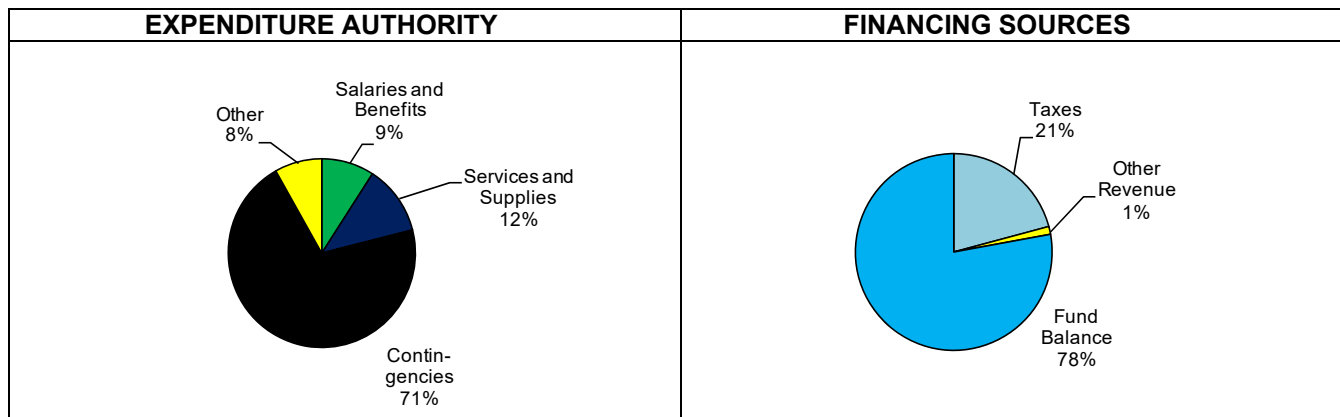 EXPENDITURE AUTHORITY
Other
8%
Salaries and
Benefits
9%
Services and
Supplies
12%
Contin-
gencies
71%
FINANCING SOURCES
Taxes
21%
Other
Revenue
1%
Fund
Balance
78%